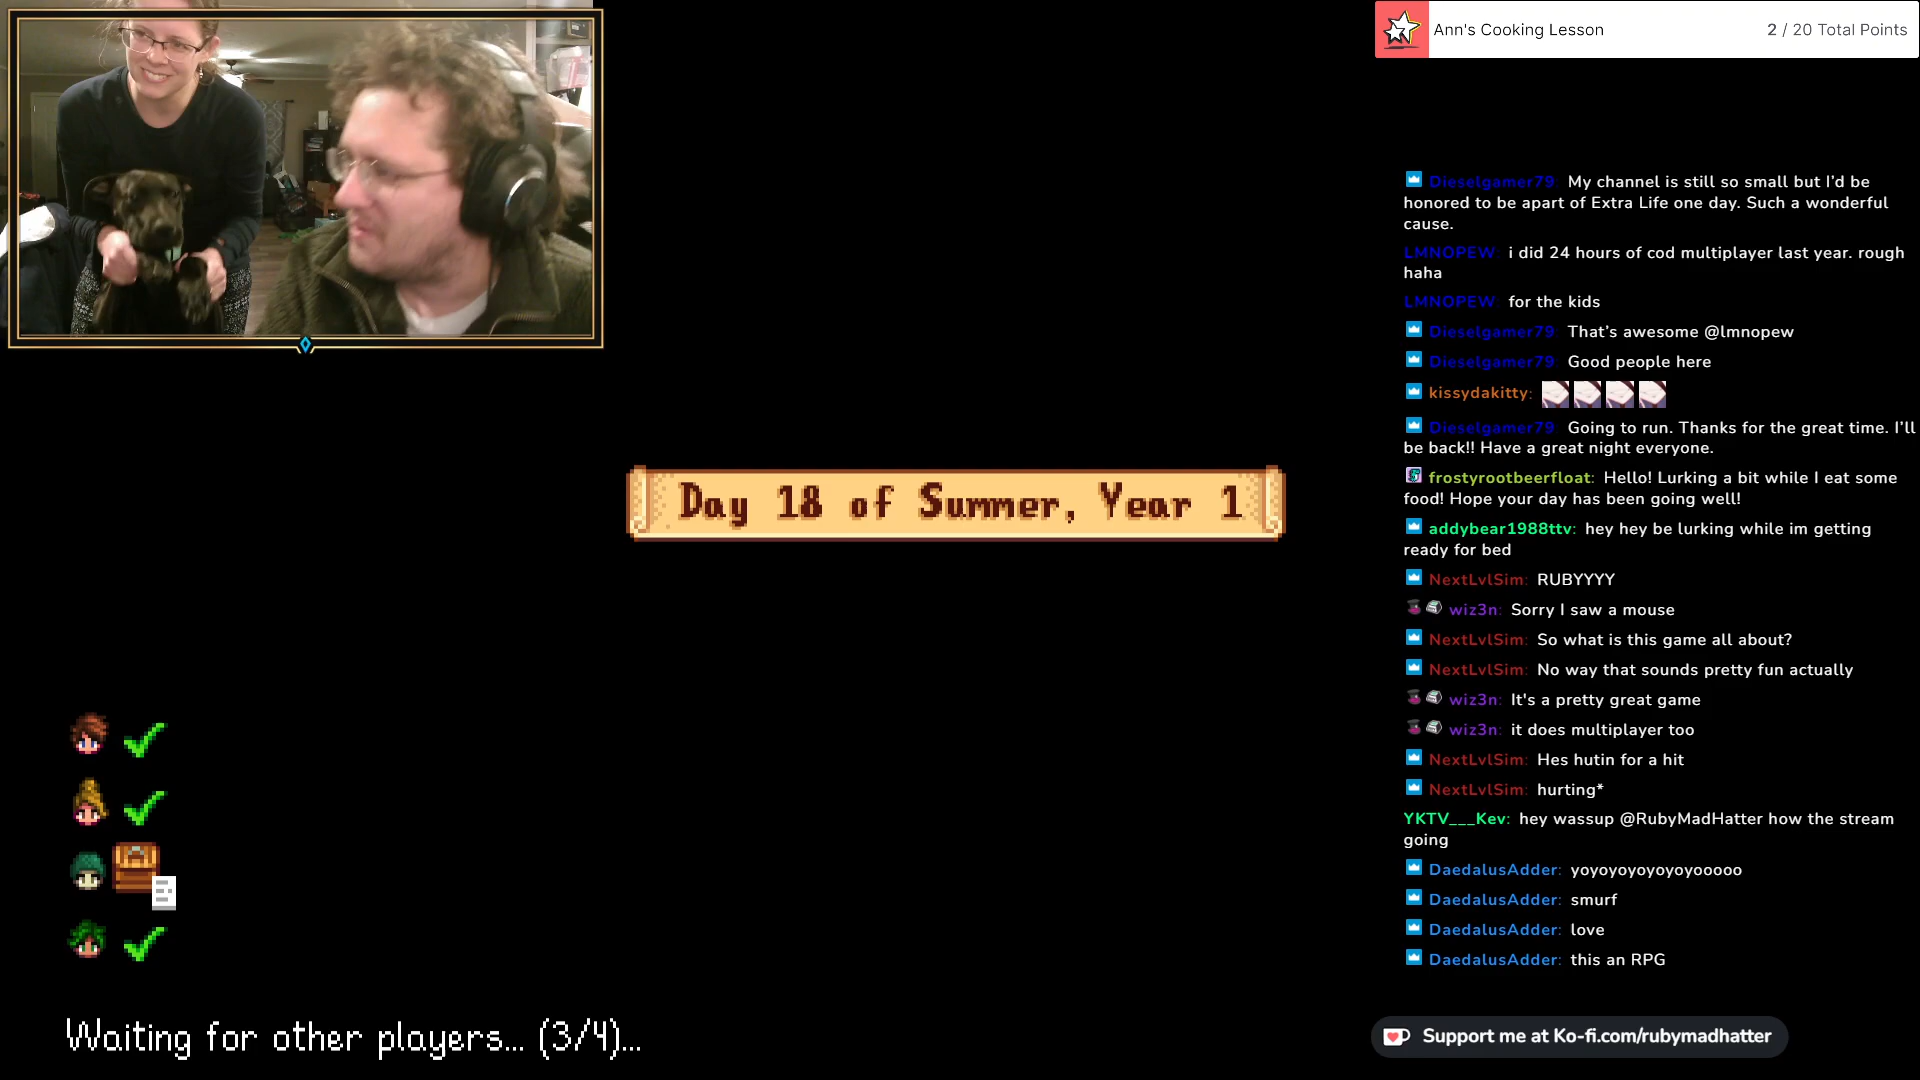 Ann's Cooking Lesson
2 / 20 Total Points
Dieselgamer79: My channel is still so small but I'd be
honored to be apart of Extra Life one day. Such a wonderful
cause.
LMNOPEW: i did 24 hours of cod multiplayer last year. rough
haha
LMNOPEW: for the kids
Dieselgamer79: That's awesome @lmnopew
Dieselgamer79: Good people here
kissydakitty:
Dieselgamer79: Going to run. Thanks for the great time. I'll
be back!! Have a great night everyone.
frostyrootbeerfloat: Hello! Lurking a bit while I eat some
food! Hope your day has been going well!
addybear1988ttv: hey hey be lurking while im getting
ready for bed
NextLvlSim: RUBYYYY
wiz3n: Sorry I saw a mouse
NextLvlSim: So what is this game all about?
NextLvlSim: No way that sounds pretty fun actually
wiz3n: It's a pretty great game
wiz3n: it does multiplayer too
NextLvlSim: Hes hutin for a hit
NextLvlSim: hurting*
YKTV___Kev: hey wassup @RubyMadHatter how the stream
going
DaedalusAdder: yoyoyoyoyoyoyooooo
DaedalusAdder: smurf
DaedalusAdder: love
DaedalusAdder: this an RPG
Day 18 of Summer, Year 1
Waiting for other players... (3/4)...
Support me at Ko-fi.com/rubymadhatter